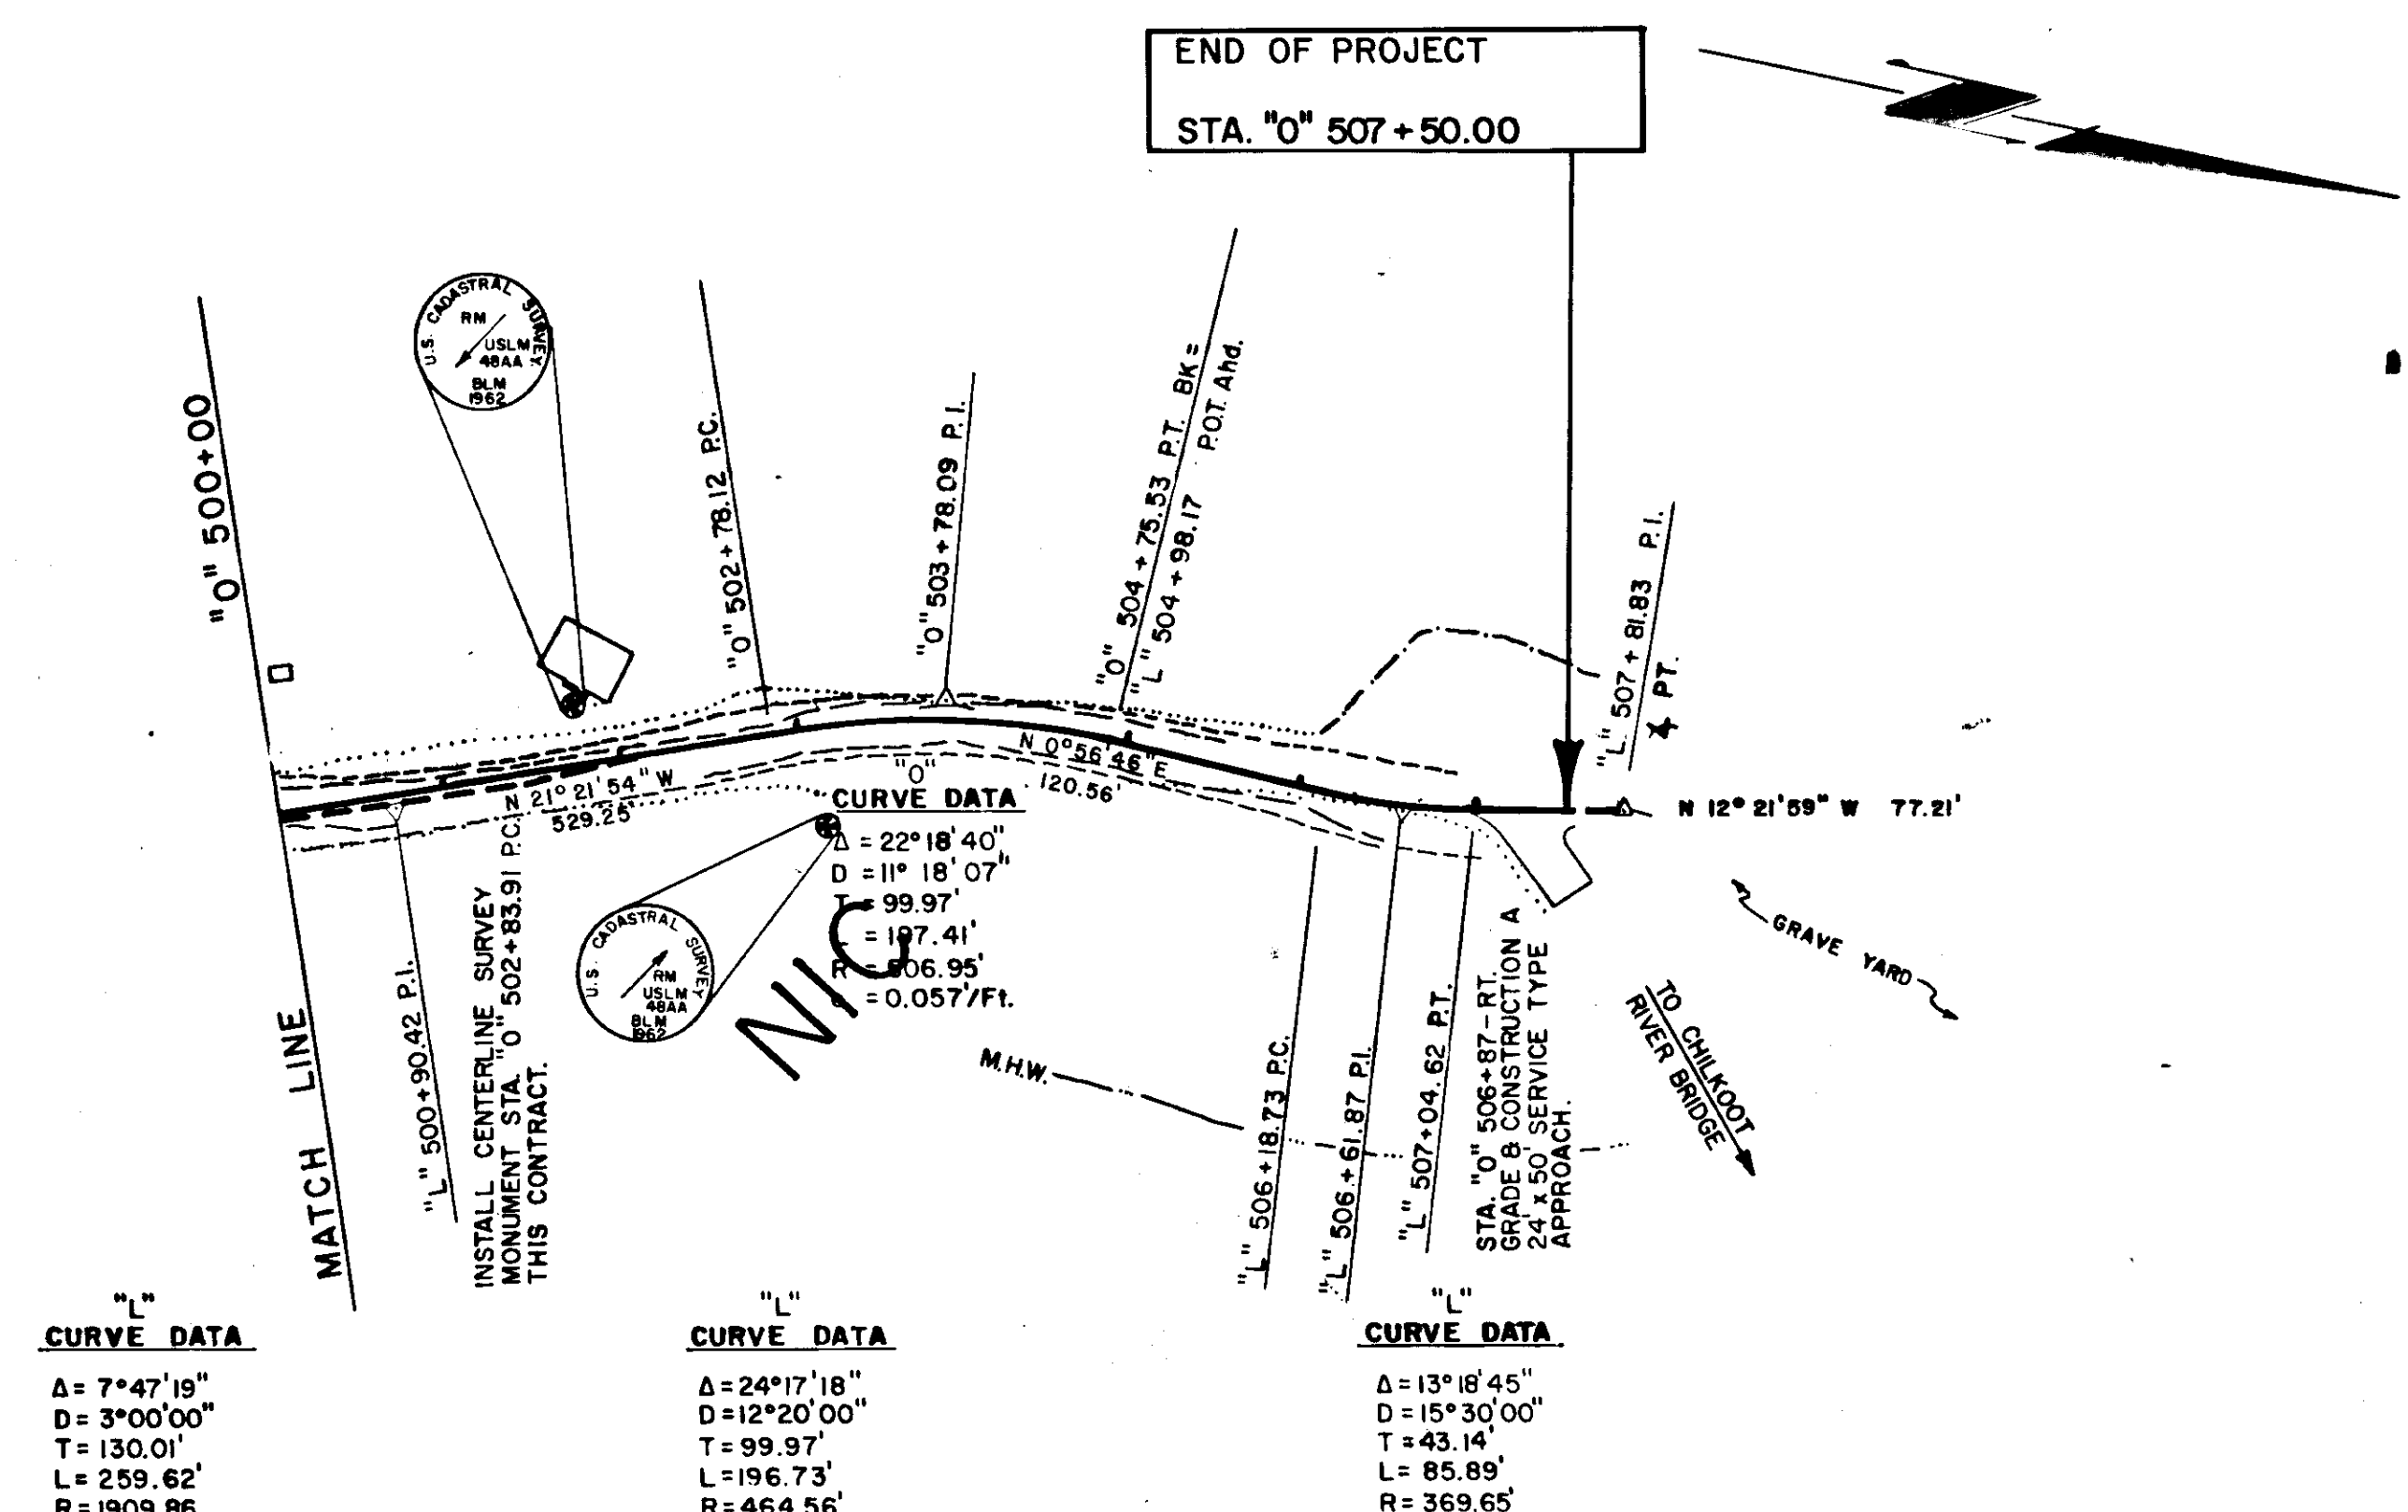 END OF PROJECT
STA. "O" 507+50.00
U.S. CADASTRAL SURVEY
RM
USLM
48AA
BLM
1962
"O" 500+00
"O" 502+78.12 P.C.
"O" 503+78.09 P.I.
"O" 504+75.53 P.T. BK=
"L" 504+98.17 P.O.T. Ahd.
"L" 507+81.83 P.I.
P.T.
N 21° 21' 54" W
529.25'
N 0°56'46"E
120.56'
N 12° 21' 59" W 77.21'
"O"
CURVE DATA
Δ = 22°18'40"
D = 11° 18' 07"
T = 99.97'
L = 197.41'
R = 506.95'
= 0.057'/Ft.
NIC
U.S. CADASTRAL SURVEY
RM
USLM
48AA
BLM
1962
MATCH LINE
"L" 500+90.42 P.I.
INSTALL CENTERLINE SURVEY
MONUMENT STA. "O" 502+83.91 P.C.
THIS CONTRACT.
M.H.W.
"L" 506+18.73 P.C.
"L" 506+61.87 P.I.
"L" 507+04.62 P.T.
STA. "O" 506+87-RT.
GRADE & CONSTRUCTION A
24' x 50' SERVICE TYPE
APPROACH.
GRAVE YARD
TO CHILKOOT
RIVER BRIDGE
"L"
CURVE DATA
Δ= 7°47'19"
D= 3°00'00"
T= 130.01'
L= 259.62'
R=1909.86
"L"
CURVE DATA
Δ=24°17'18"
D=12°20'00"
T=99.97'
L=196.73'
R=464.56'
"L"
CURVE DATA
Δ=13°18'45"
D=15°30'00"
T=43.14'
L= 85.89'
R=369.65'